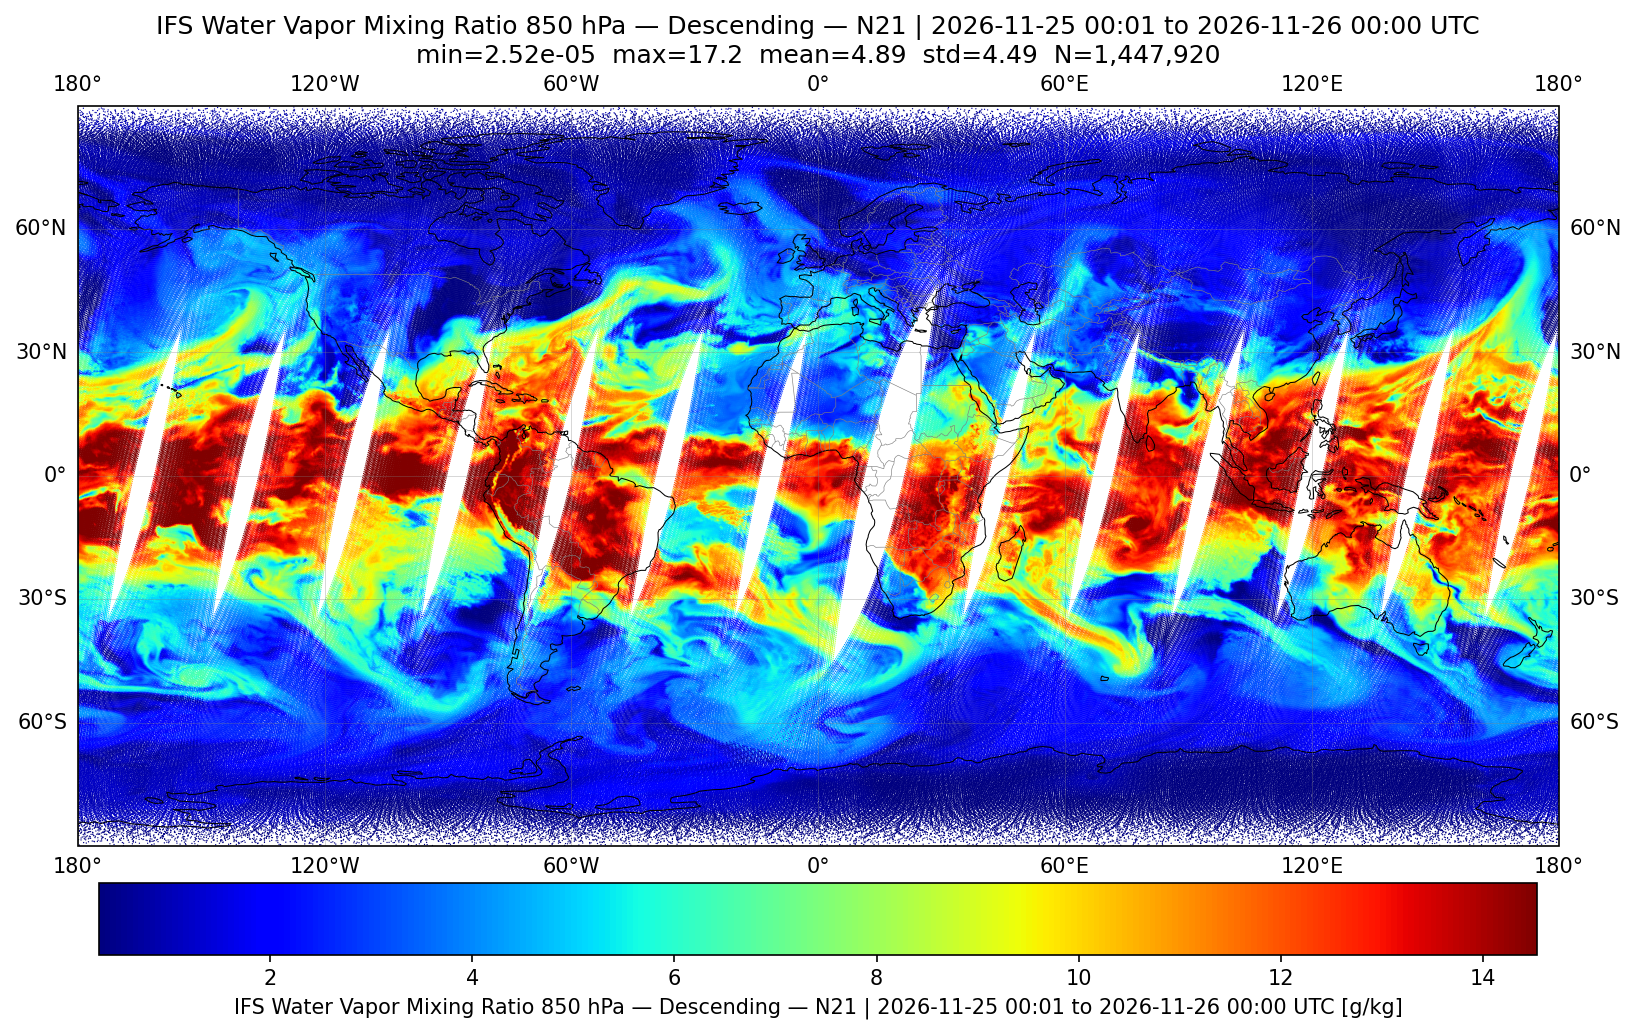 IFS Water Vapor Mixing Ratio 850 hPa — Descending — N21 | 2026-11-25 00:01 to 2026-11-26 00:00 UTC
min=2.52e-05  max=17.2  mean=4.89  std=4.49  N=1,447,920
180° 120°W 60°W 0° 60°E 120°E 180°
60°N 60°N
30°N 30°N
0° 0°
30°S 30°S
60°S 60°S
180° 120°W 60°W 0° 60°E 120°E 180°
2 4 6 8 10 12 14
IFS Water Vapor Mixing Ratio 850 hPa — Descending — N21 | 2026-11-25 00:01 to 2026-11-26 00:00 UTC [g/kg]